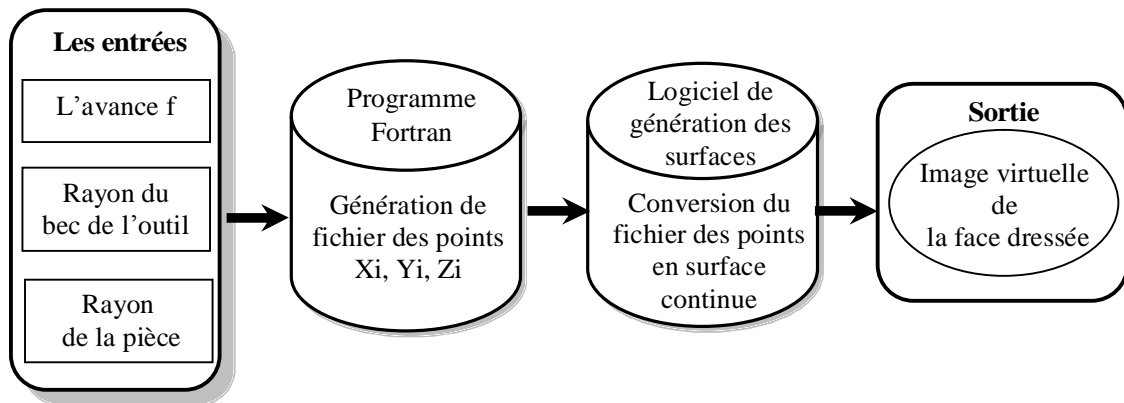 Les entrées
L'avance f
Rayon du
bec de l'outil
Rayon
de la pièce
Programme
Fortran
Génération de
fichier des points
Xi, Yi, Zi
Logiciel de
génération des
surfaces
Conversion du
fichier des points
en surface
continue
Sortie
Image virtuelle
de
la face dressée